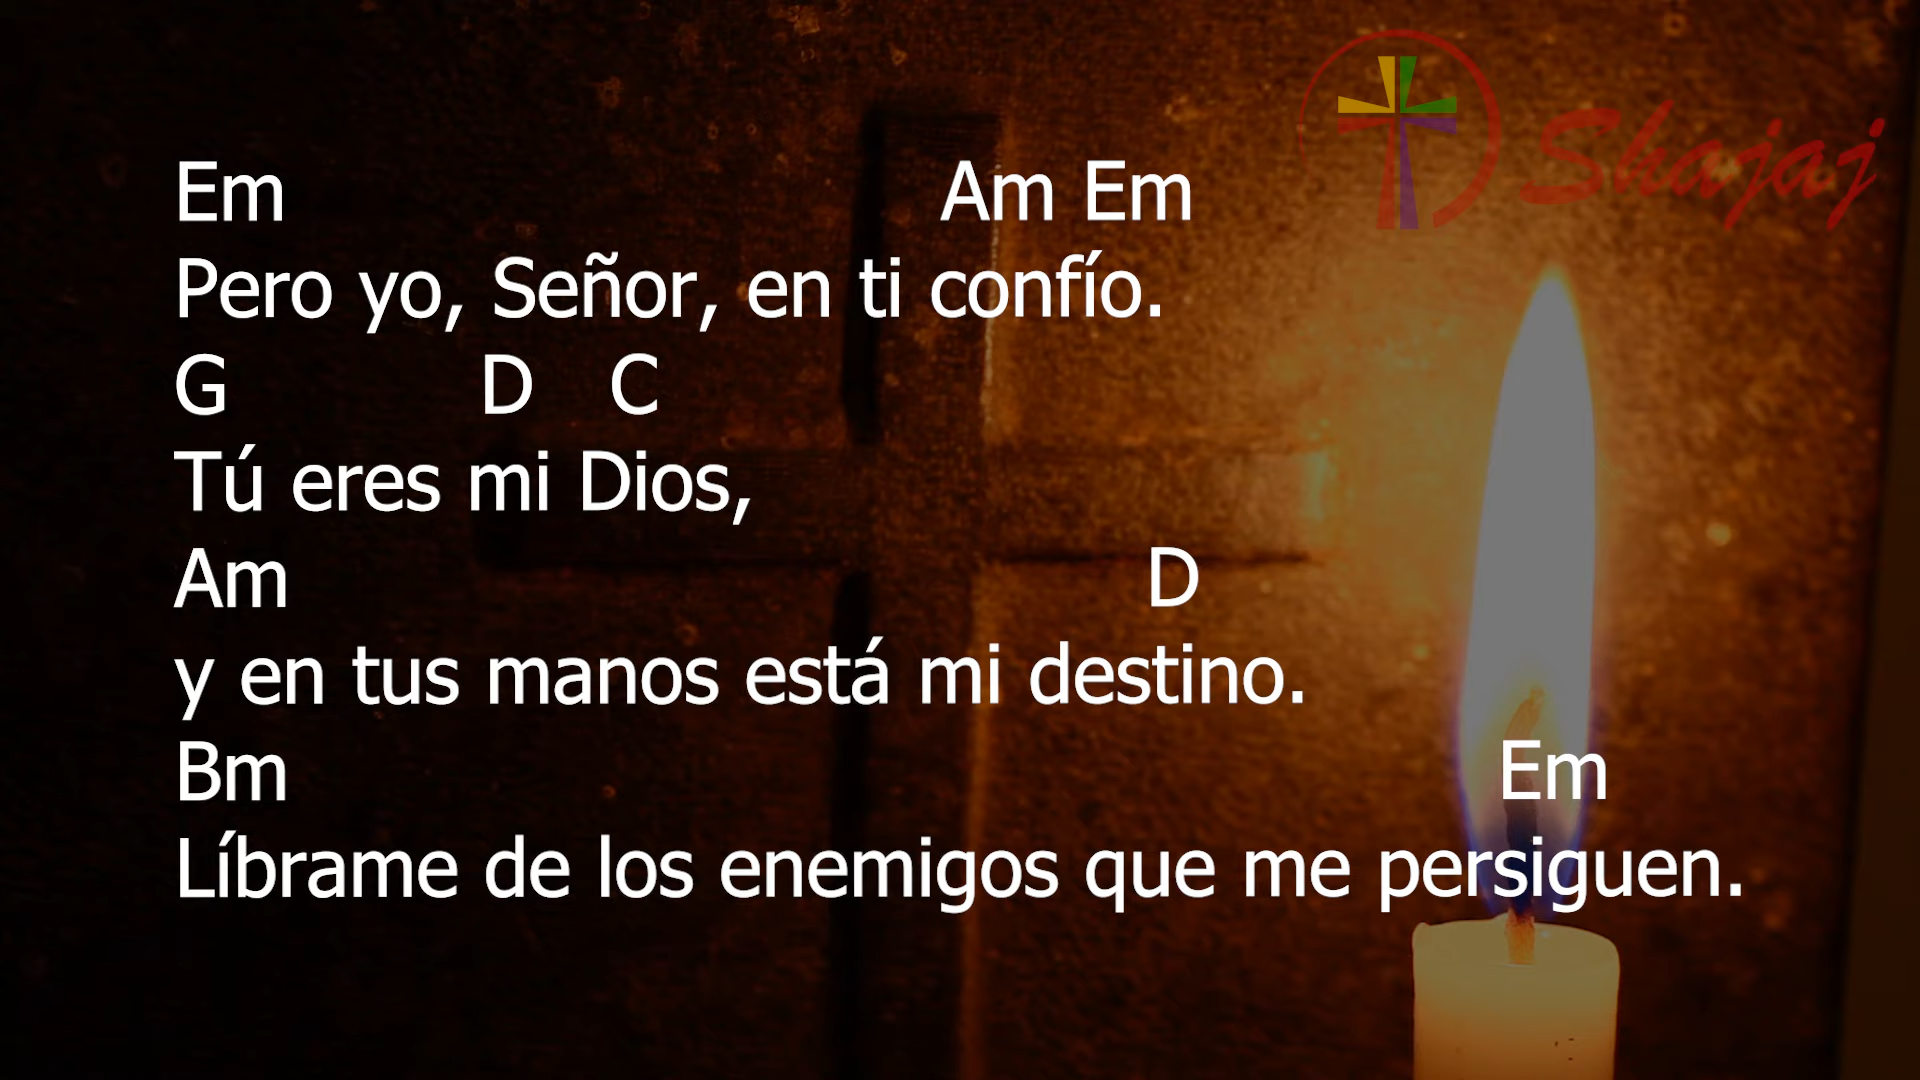 Shajaj
Em Am Em
Pero yo, Señor, en ti confío.
G D C
Tú eres mi Dios,
Am D
y en tus manos está mi destino.
Bm Em
Líbrame de los enemigos que me persiguen.